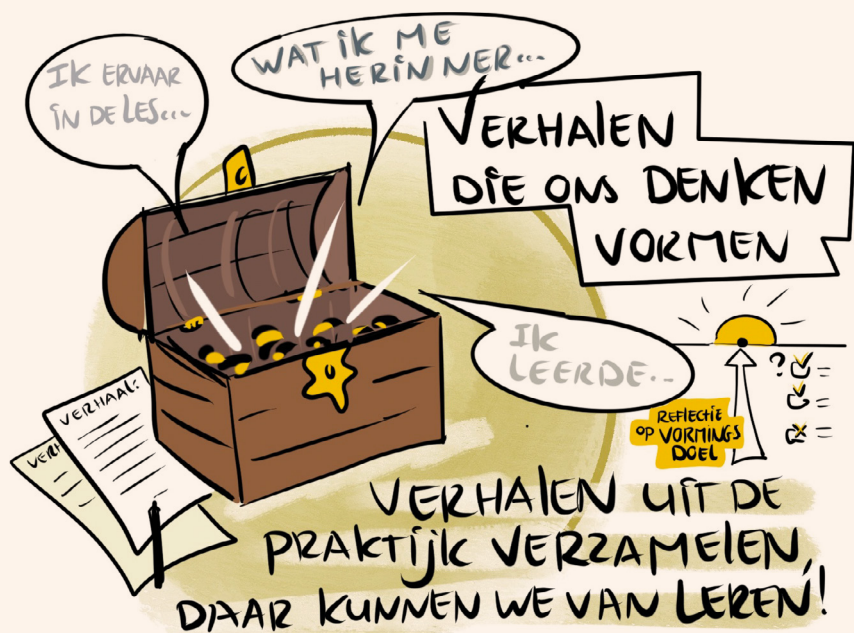 IK ERVAAR
IN DE LES...
WAT IK ME
HERINNER...
VERHALEN
DIE ONS DENKEN
VORMEN
IK
LEERDE...
? =
=
=
REFLECTIE
OP VORMINGS
DOEL
VERHAAL:
VERH
VERHALEN UIT DE
PRAKTIJK VERZAMELEN,
DAAR KUNNEN WE VAN LEREN!